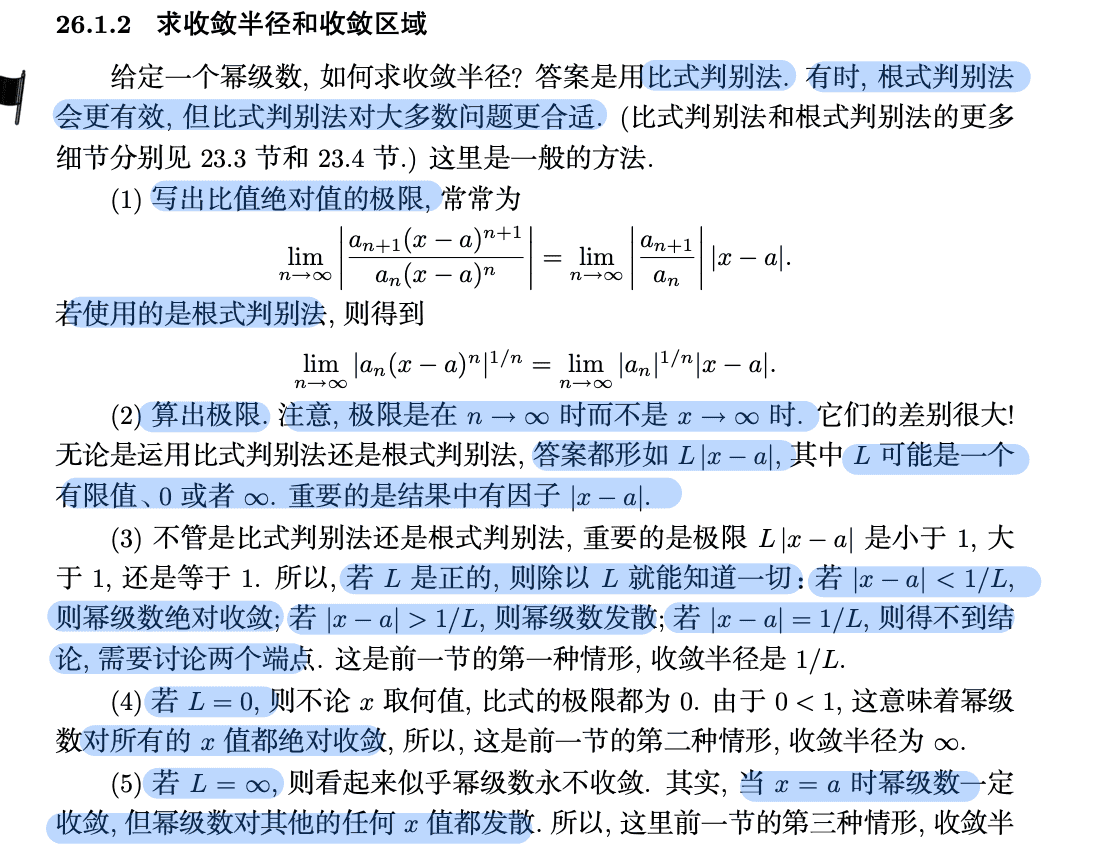 26.1.2 求收敛半径和收敛区域
给定一个幂级数, 如何求收敛半径? 答案是用比式判别法. 有时, 根式判别法
会更有效, 但比式判别法对大多数问题更合适. (比式判别法和根式判别法的更多
细节分别见 23.3 节和 23.4 节.) 这里是一般的方法.
(1) 写出比值绝对值的极限, 常常为
lim_{n→∞} |a_{n+1}(x − a)^{n+1} / a_n(x − a)^n| = lim_{n→∞} |a_{n+1} / a_n| |x − a|.
若使用的是根式判别法, 则得到
lim_{n→∞} |a_n(x − a)^n|^{1/n} = lim_{n→∞} |a_n|^{1/n}|x − a|.
(2) 算出极限. 注意, 极限是在 n → ∞ 时而不是 x → ∞ 时. 它们的差别很大!
无论是运用比式判别法还是根式判别法, 答案都形如 L|x − a|, 其中 L 可能是一个
有限值、0 或者 ∞. 重要的是结果中有因子 |x − a|.
(3) 不管是比式判别法还是根式判别法, 重要的是极限 L|x − a| 是小于 1, 大
于 1, 还是等于 1. 所以, 若 L 是正的, 则除以 L 就能知道一切: 若 |x − a| < 1/L,
则幂级数绝对收敛; 若 |x − a| > 1/L, 则幂级数发散; 若 |x − a| = 1/L, 则得不到结
论, 需要讨论两个端点. 这是前一节的第一种情形, 收敛半径是 1/L.
(4) 若 L = 0, 则不论 x 取何值, 比式的极限都为 0. 由于 0 < 1, 这意味着幂级
数对所有的 x 值都绝对收敛, 所以, 这是前一节的第二种情形, 收敛半径为 ∞.
(5) 若 L = ∞, 则看起来似乎幂级数永不收敛. 其实, 当 x = a 时幂级数一定
收敛, 但幂级数对其他的任何 x 值都发散. 所以, 这里前一节的第三种情形, 收敛半